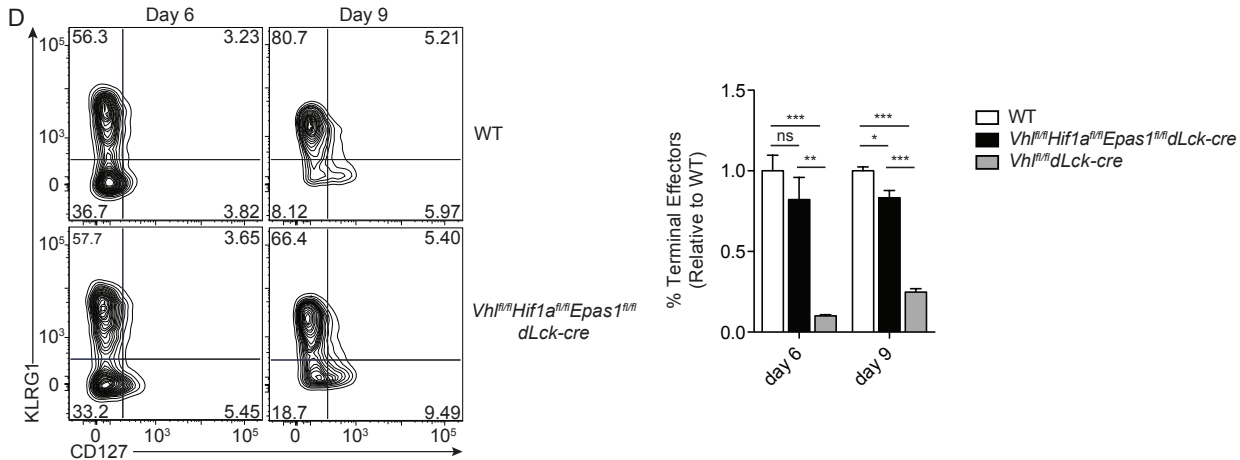 D
Day 6 Day 9
56.3 3.23 80.7 5.21
10⁵
10³
0
36.7 3.82 8.12 5.97
WT
57.7 3.65 66.4 5.40
10⁵
10³
0
33.2 5.45 18.7 9.49
Vhlfl/flHif1afl/flEpas1fl/fl
dLck-cre
0 10³ 10⁵ 0 10³ 10⁵
KLRG1
CD127
% Terminal Effectors
(Relative to WT)
1.5
1.0
0.5
0.0
*** ***
ns *
** ***
day 6 day 9
WT
Vhlfl/flHif1afl/flEpas1fl/fldLck-cre
Vhlfl/fldLck-cre